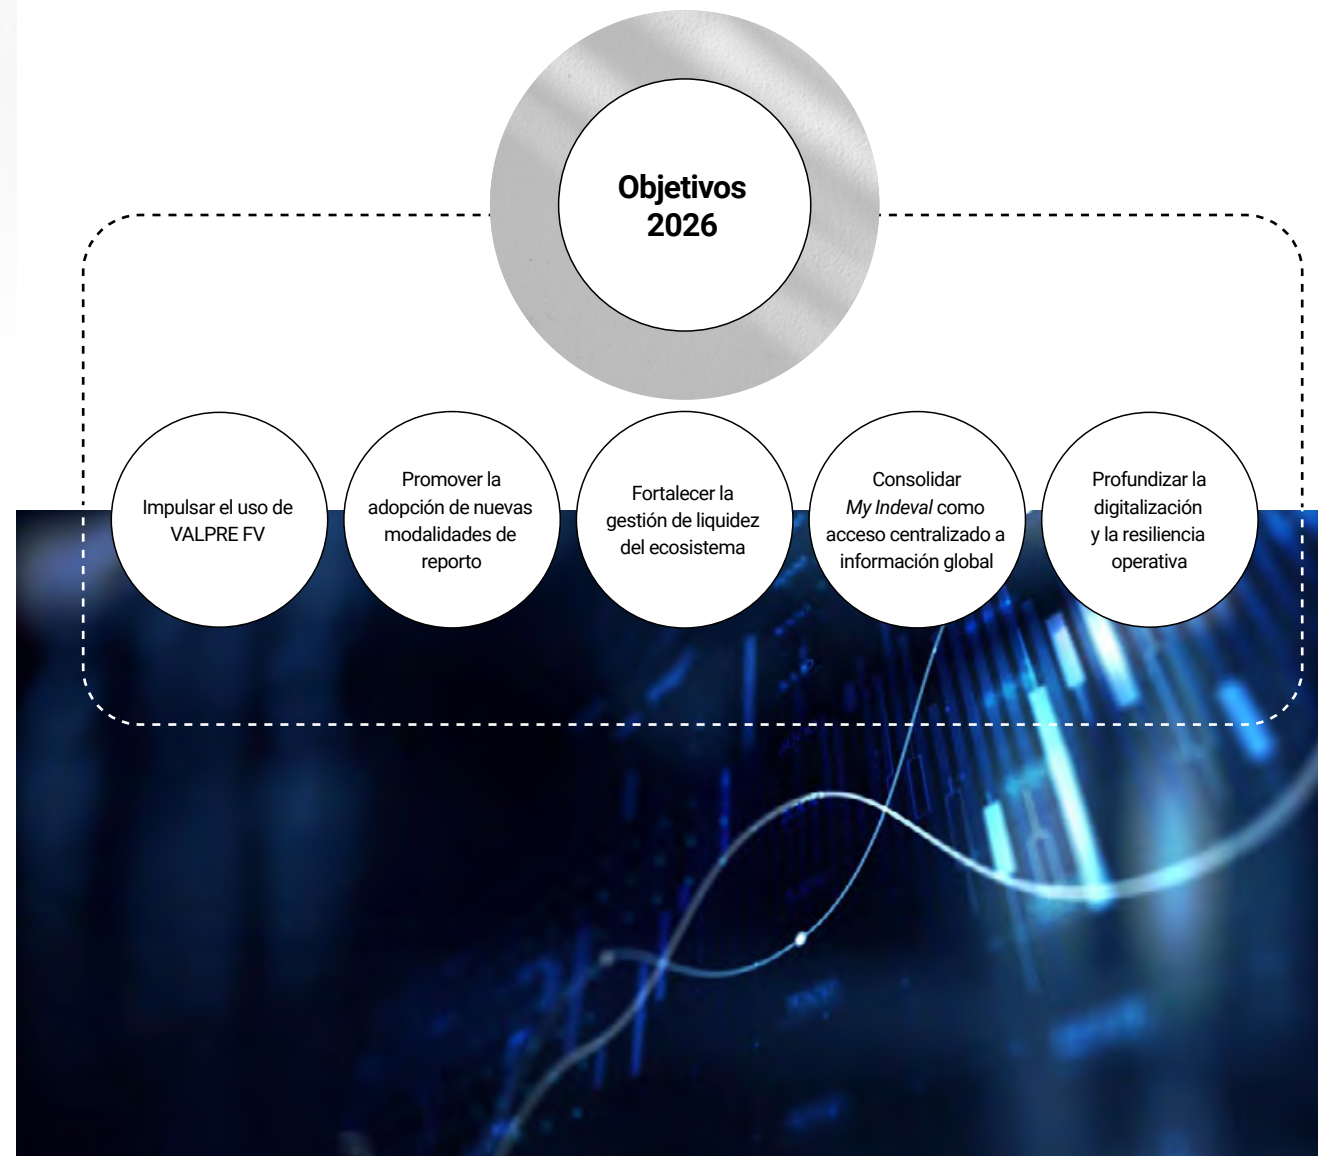 Objetivos
2026
Impulsar el uso de
VALPRE FV
Promover la
adopción de nuevas
modalidades de
reporto
Fortalecer la
gestión de liquidez
del ecosistema
Consolidar
My Indeval como
acceso centralizado a
información global
Profundizar la
digitalización
y la resiliencia
operativa